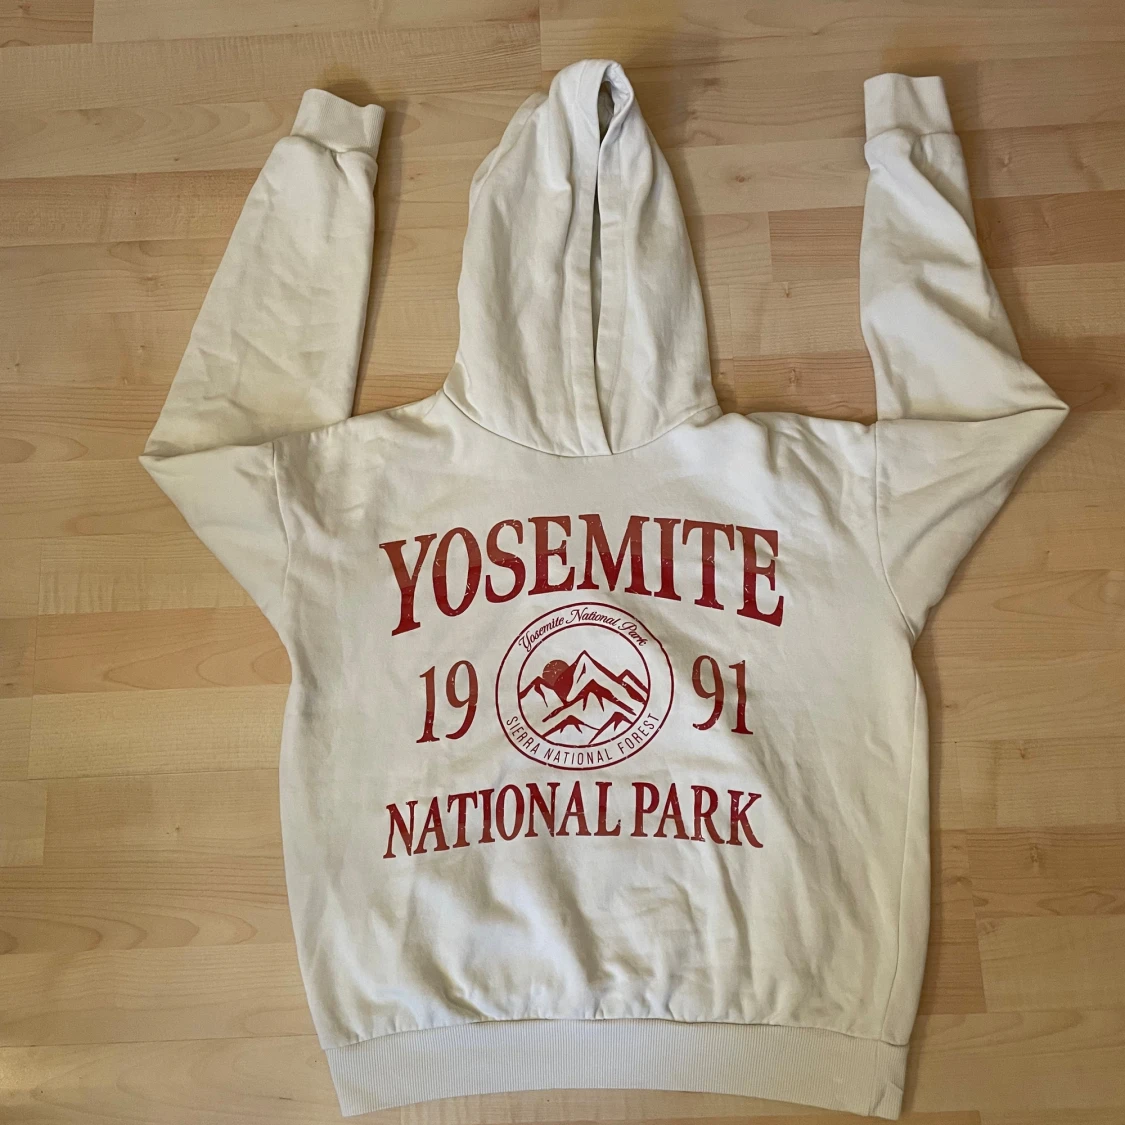 YOSEMITE
Yosemite National Park
19 91
SIERRA NATIONAL FOREST
NATIONAL PARK